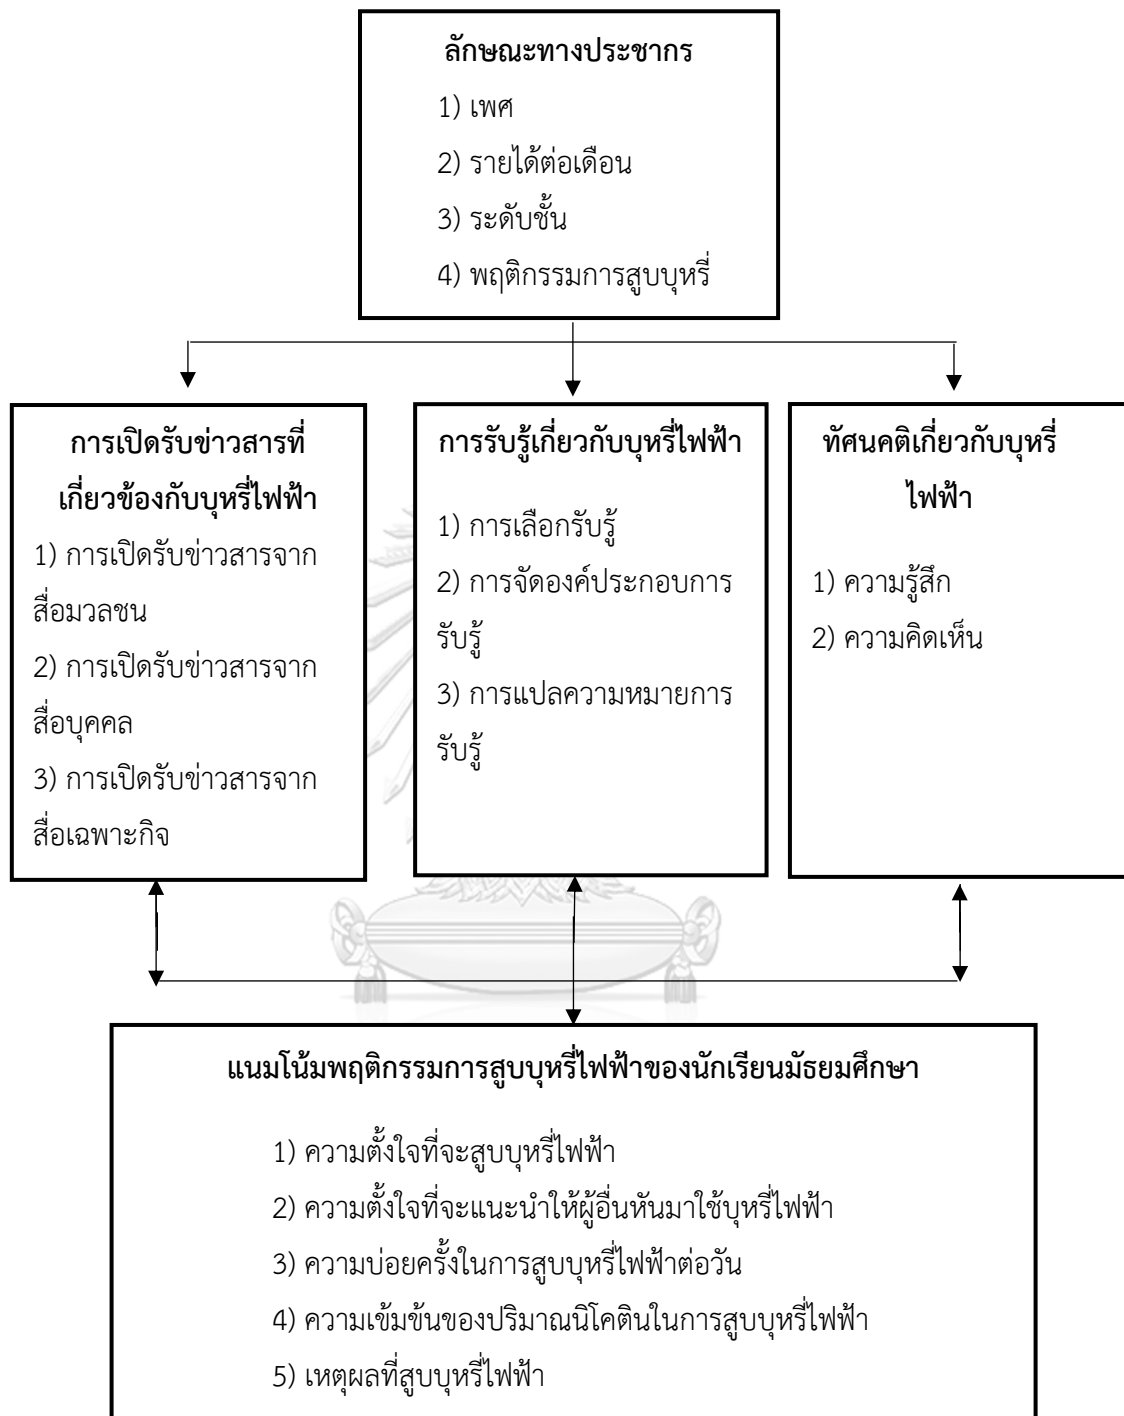 ลักษณะทางประชากร
1) เพศ
2) รายได้ต่อเดือน
3) ระดับชั้น
4) พฤติกรรมการสูบบุหรี่
การเปิดรับข่าวสารที่
เกี่ยวข้องกับบุหรี่ไฟฟ้า
1) การเปิดรับข่าวสารจาก
สื่อมวลชน
2) การเปิดรับข่าวสารจาก
สื่อบุคคล
3) การเปิดรับข่าวสารจาก
สื่อเฉพาะกิจ
การรับรู้เกี่ยวกับบุหรี่ไฟฟ้า
1) การเลือกรับรู้
2) การจัดองค์ประกอบการ
รับรู้
3) การแปลความหมายการ
รับรู้
ทัศนคติเกี่ยวกับบุหรี่
ไฟฟ้า
1) ความรู้สึก
2) ความคิดเห็น
แนมโน้มพฤติกรรมการสูบบุหรี่ไฟฟ้าของนักเรียนมัธยมศึกษา
1) ความตั้งใจที่จะสูบบุหรี่ไฟฟ้า
2) ความตั้งใจที่จะแนะนำให้ผู้อื่นหันมาใช้บุหรี่ไฟฟ้า
3) ความบ่อยครั้งในการสูบบุหรี่ไฟฟ้าต่อวัน
4) ความเข้มข้นของปริมาณนิโคตินในการสูบบุหรี่ไฟฟ้า
5) เหตุผลที่สูบบุหรี่ไฟฟ้า